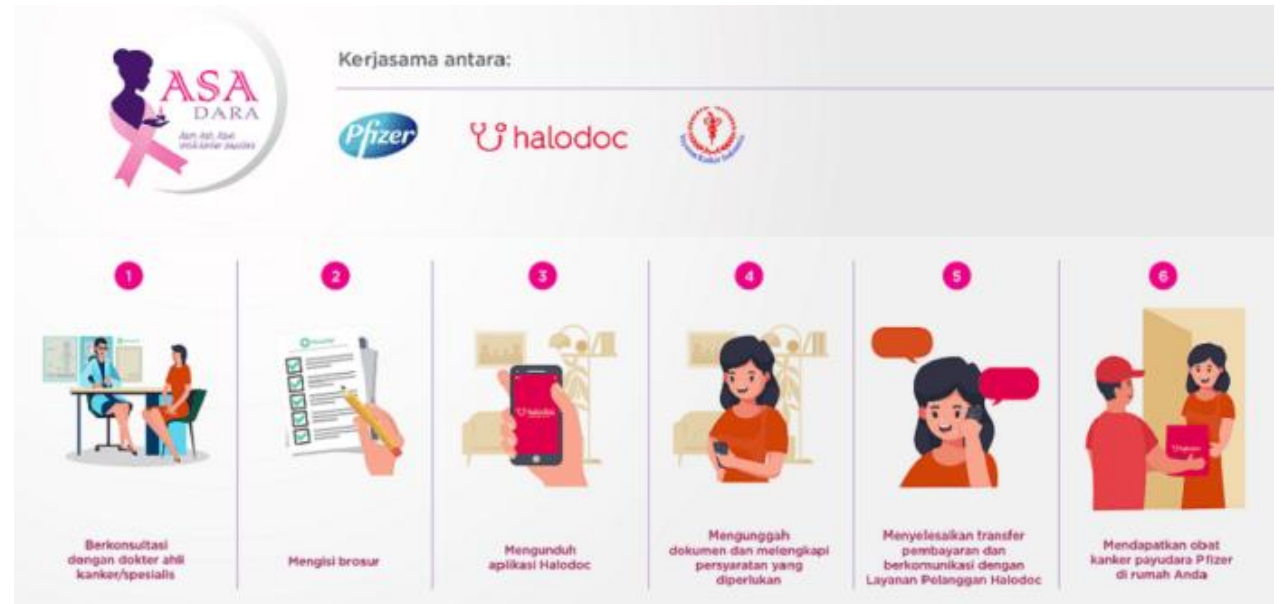 ASA
DARA
Kerjasama antara:
Pfizer
halodoc
1
2
3
4
5
6
halodoc
Berkonsultasi
dengan dokter ahli
kanker/spesialis
Mengisi brosur
Mengunduh
aplikasi Halodoc
Mengunggah
dokumen dan melengkapi
persyaratan yang
diperlukan
Menyelesaikan transfer
pembayaran dan
berkomunikasi dengan
Layanan Pelanggan Halodoc
Mendapatkan obat
kanker payudara Pfizer
di rumah Anda